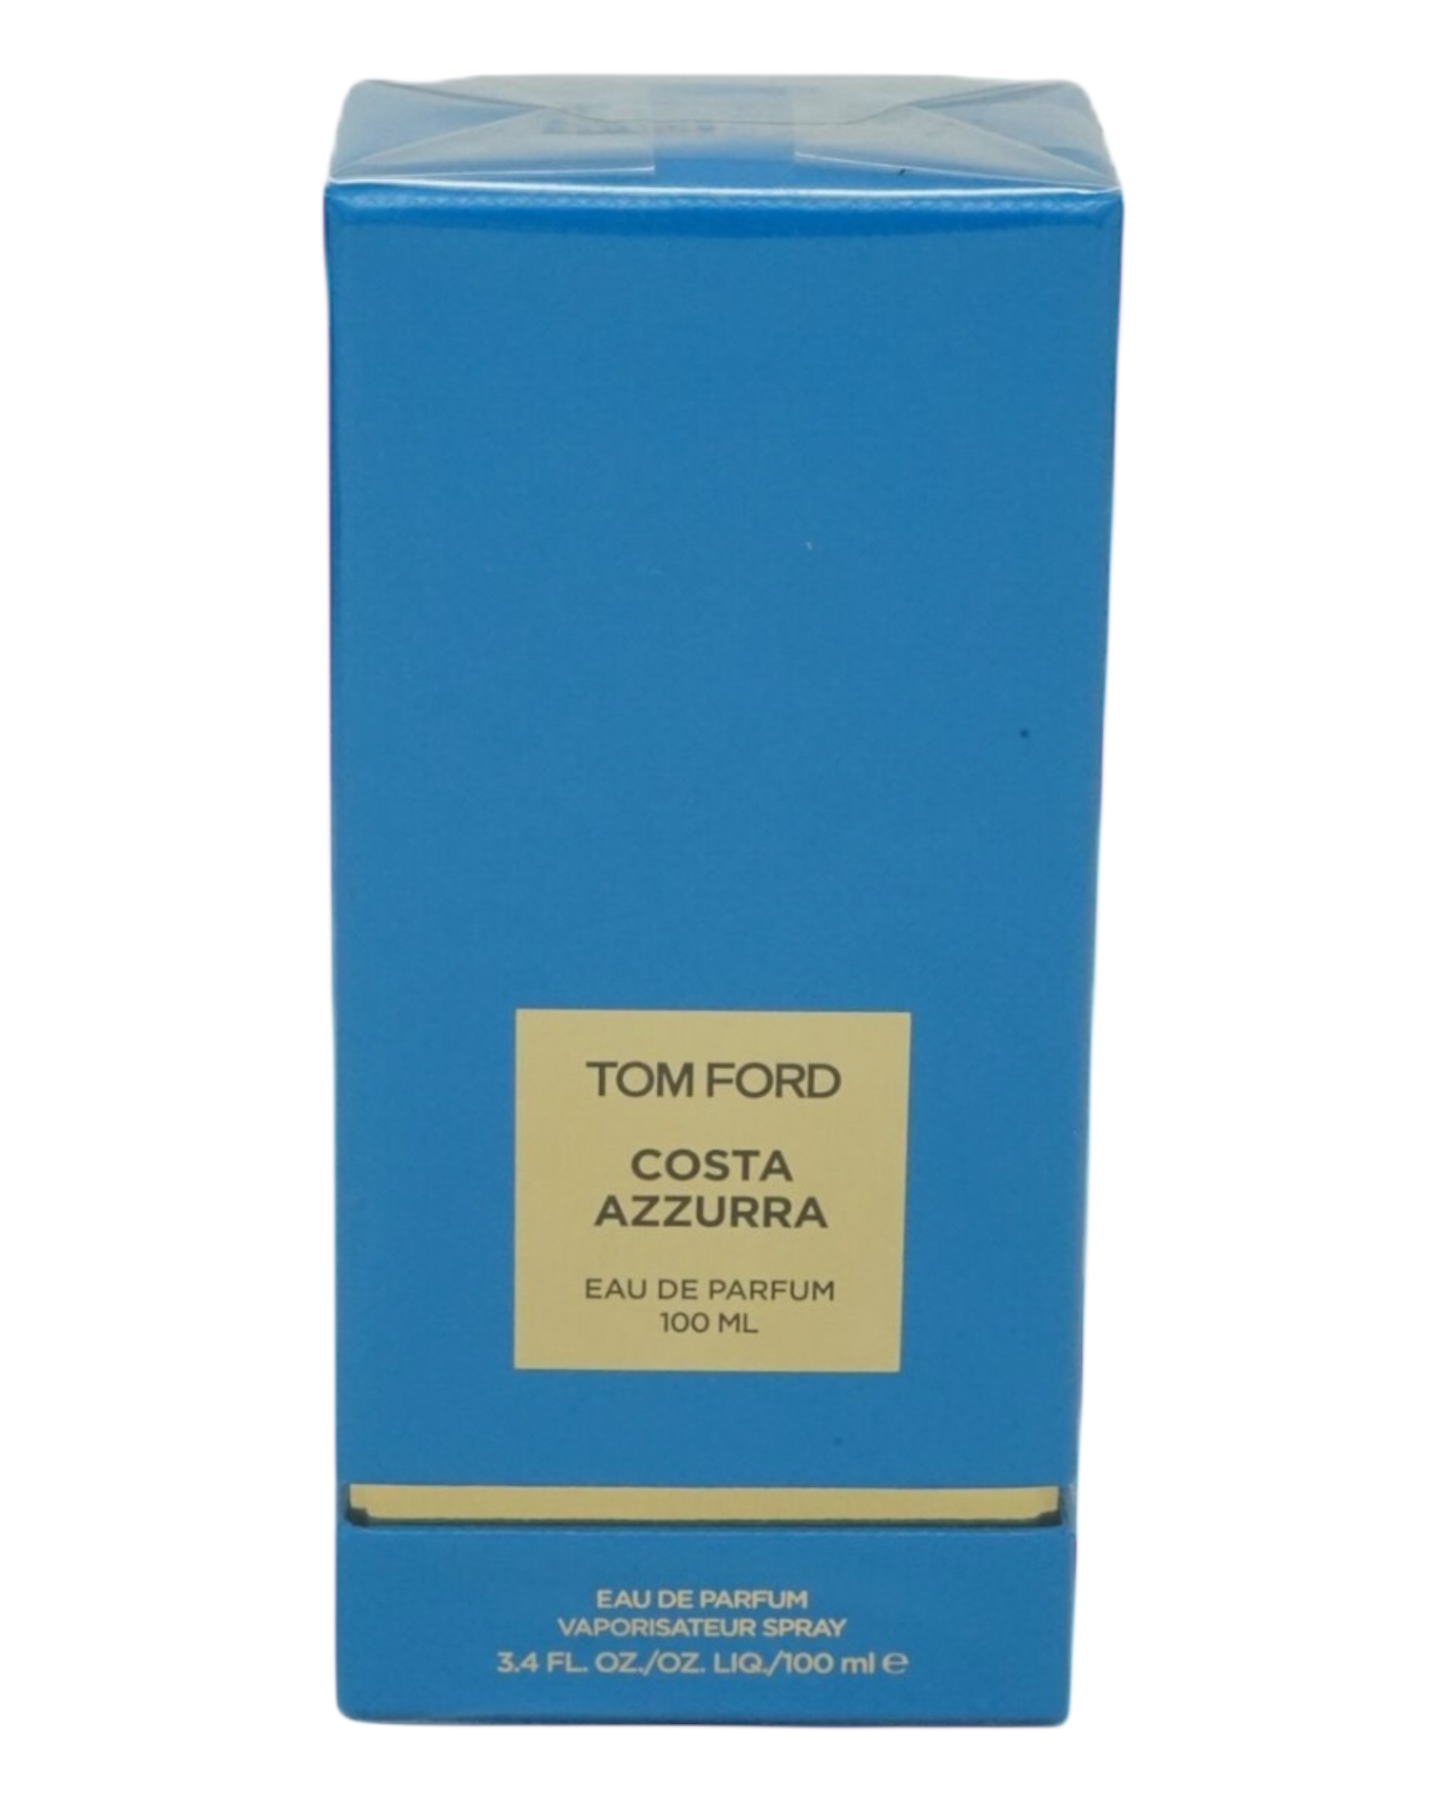 TOM FORD
COSTA
AZZURRA
EAU DE PARFUM
100 ML
EAU DE PARFUM
VAPORISATEUR SPRAY
3.4 FL. OZ./OZ. LIQ./100 ml ℮